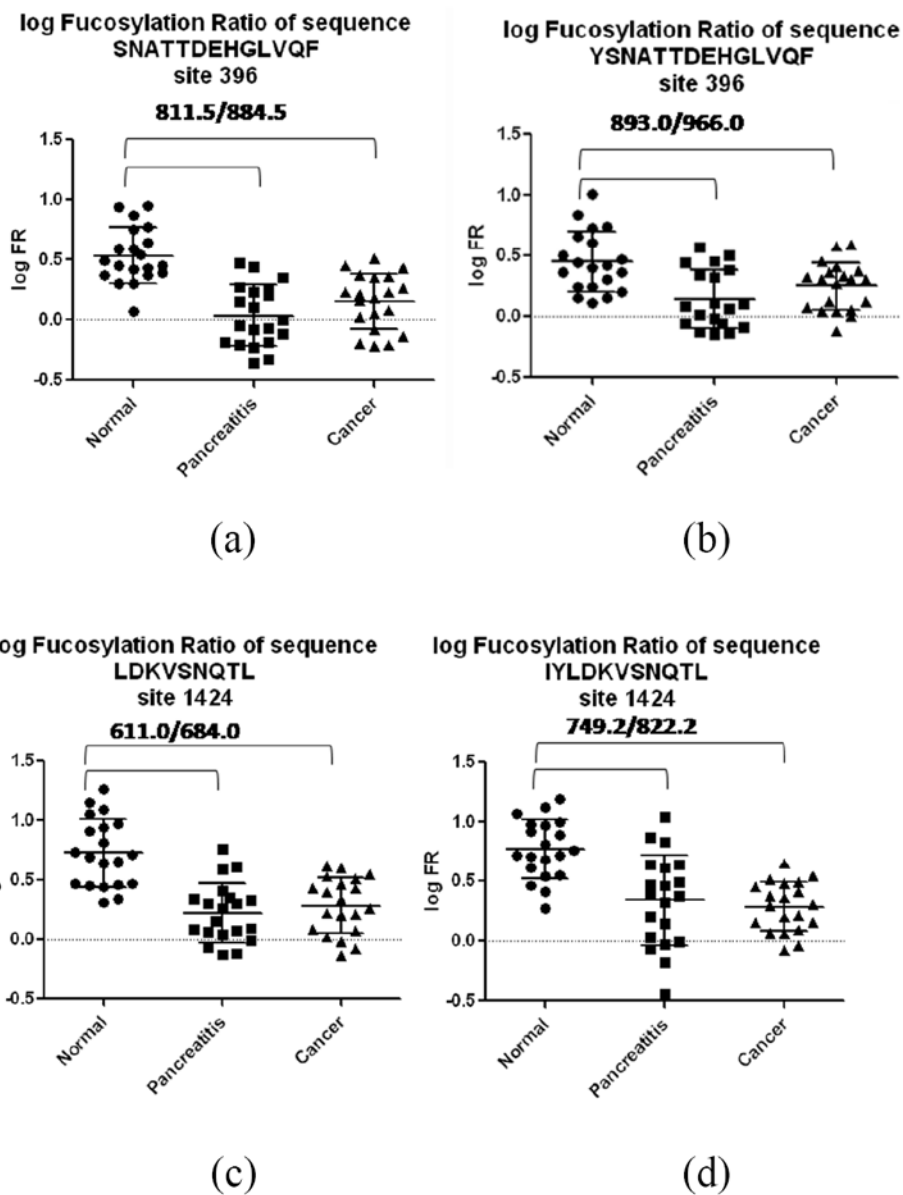 log Fucosylation Ratio of sequence
SNATTDEHGLVQF
site 396
811.5/884.5
1.5
1.0
0.5
0.0
-0.5
log FR
Normal
Pancreatitis
Cancer
(a)
log Fucosylation Ratio of sequence
YSNATTDEHGLVQF
site 396
893.0/966.0
1.5
1.0
0.5
0.0
-0.5
log FR
Normal
Pancreatitis
Cancer
(b)
og Fucosylation Ratio of sequence
LDKVSNQTL
site 1424
611.0/684.0
1.5
1.0
0.5
0.0
-0.5
Normal
Pancreatitis
Cancer
(c)
log Fucosylation Ratio of sequence
IYLDKVSNQTL
site 1424
749.2/822.2
1.5
1.0
0.5
0.0
-0.5
log FR
Normal
Pancreatitis
Cancer
(d)